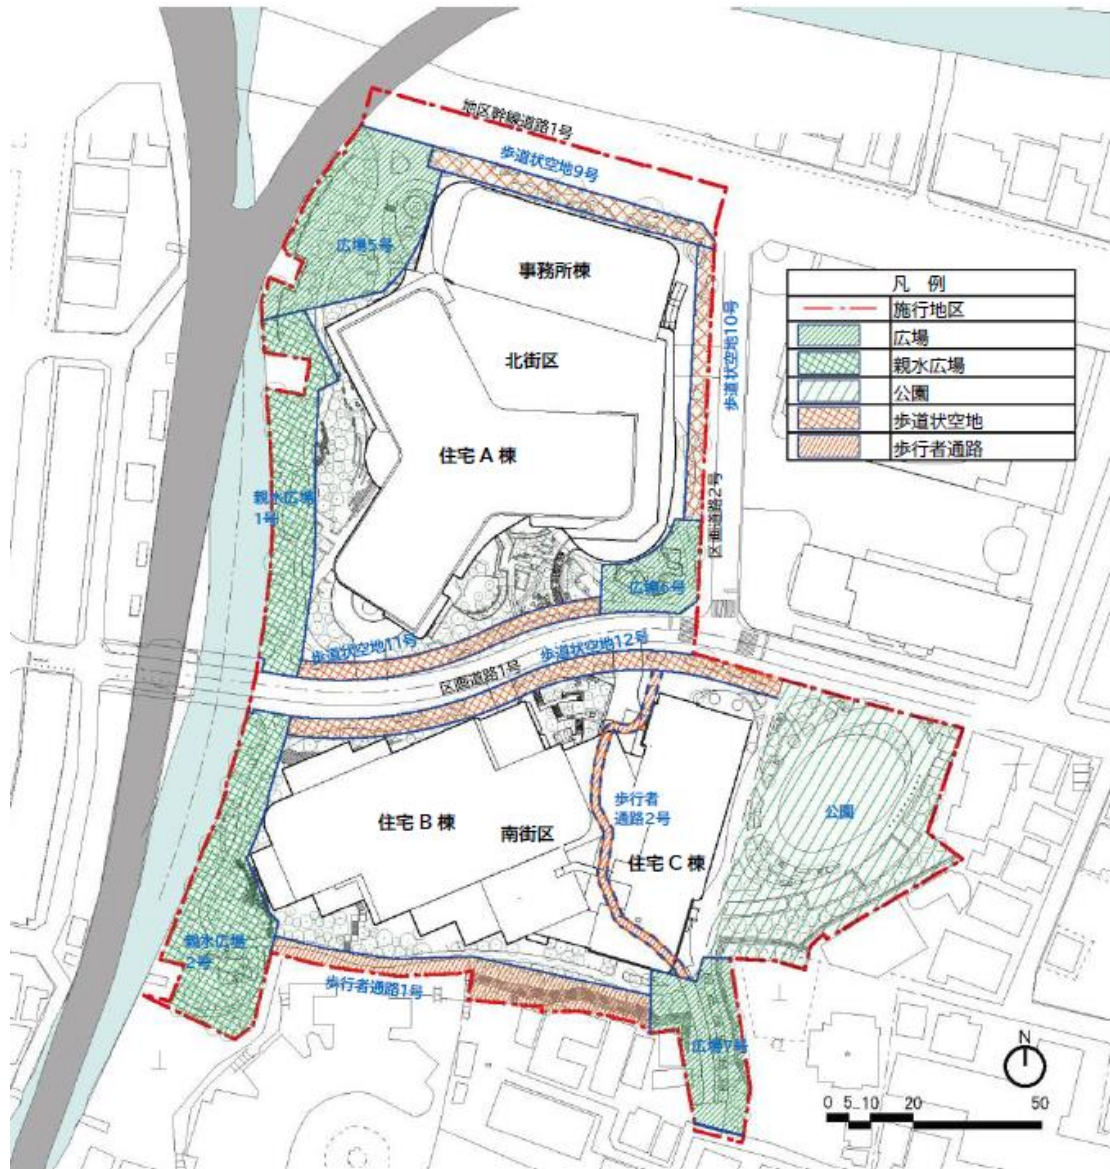 地区幹線道路1号
歩道状空地9号
広場5号
事務所棟
北街区
歩道状空地10号
区画道路2号
住宅A棟
親水広場
1号
広場6号
歩道状空地11号
歩道状空地12号
区画道路1号
凡 例
施行地区
広場
親水広場
公園
歩道状空地
歩行者通路
歩行者
通路2号
公園
住宅B棟
南街区
住宅C棟
親水広場
2号
歩行者通路1号
広場7号
N
0 5 10 20 50